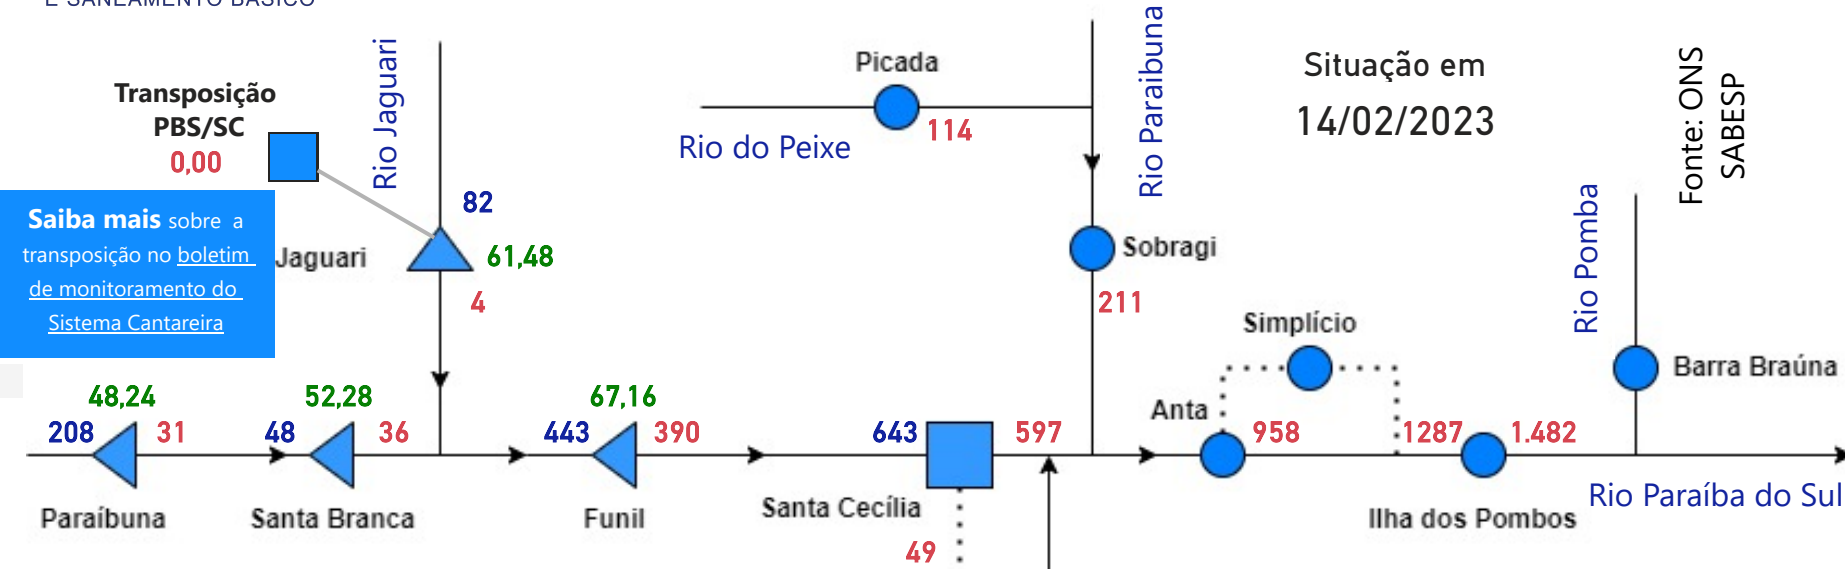 E SANEAMENTO BÁSICO
Transposição
PBS/SC
0,00
Saiba mais sobre a
transposição no boletim
de monitoramento do
Sistema Cantareira
Rio Jaguari
82
Jaguari
61,48
4
Picada
114
Rio do Peixe
Rio Paraibuna
Situação em
14/02/2023
Fonte: ONS
SABESP
Sobragi
211
Simplício
Rio Pomba
Barra Braúna
48,24
208
31
Paraíbuna
52,28
48
36
Santa Branca
67,16
443
390
Funil
643
597
Santa Cecília
49
Anta
958
1287
1.482
Ilha dos Pombos
Rio Paraíba do Sul